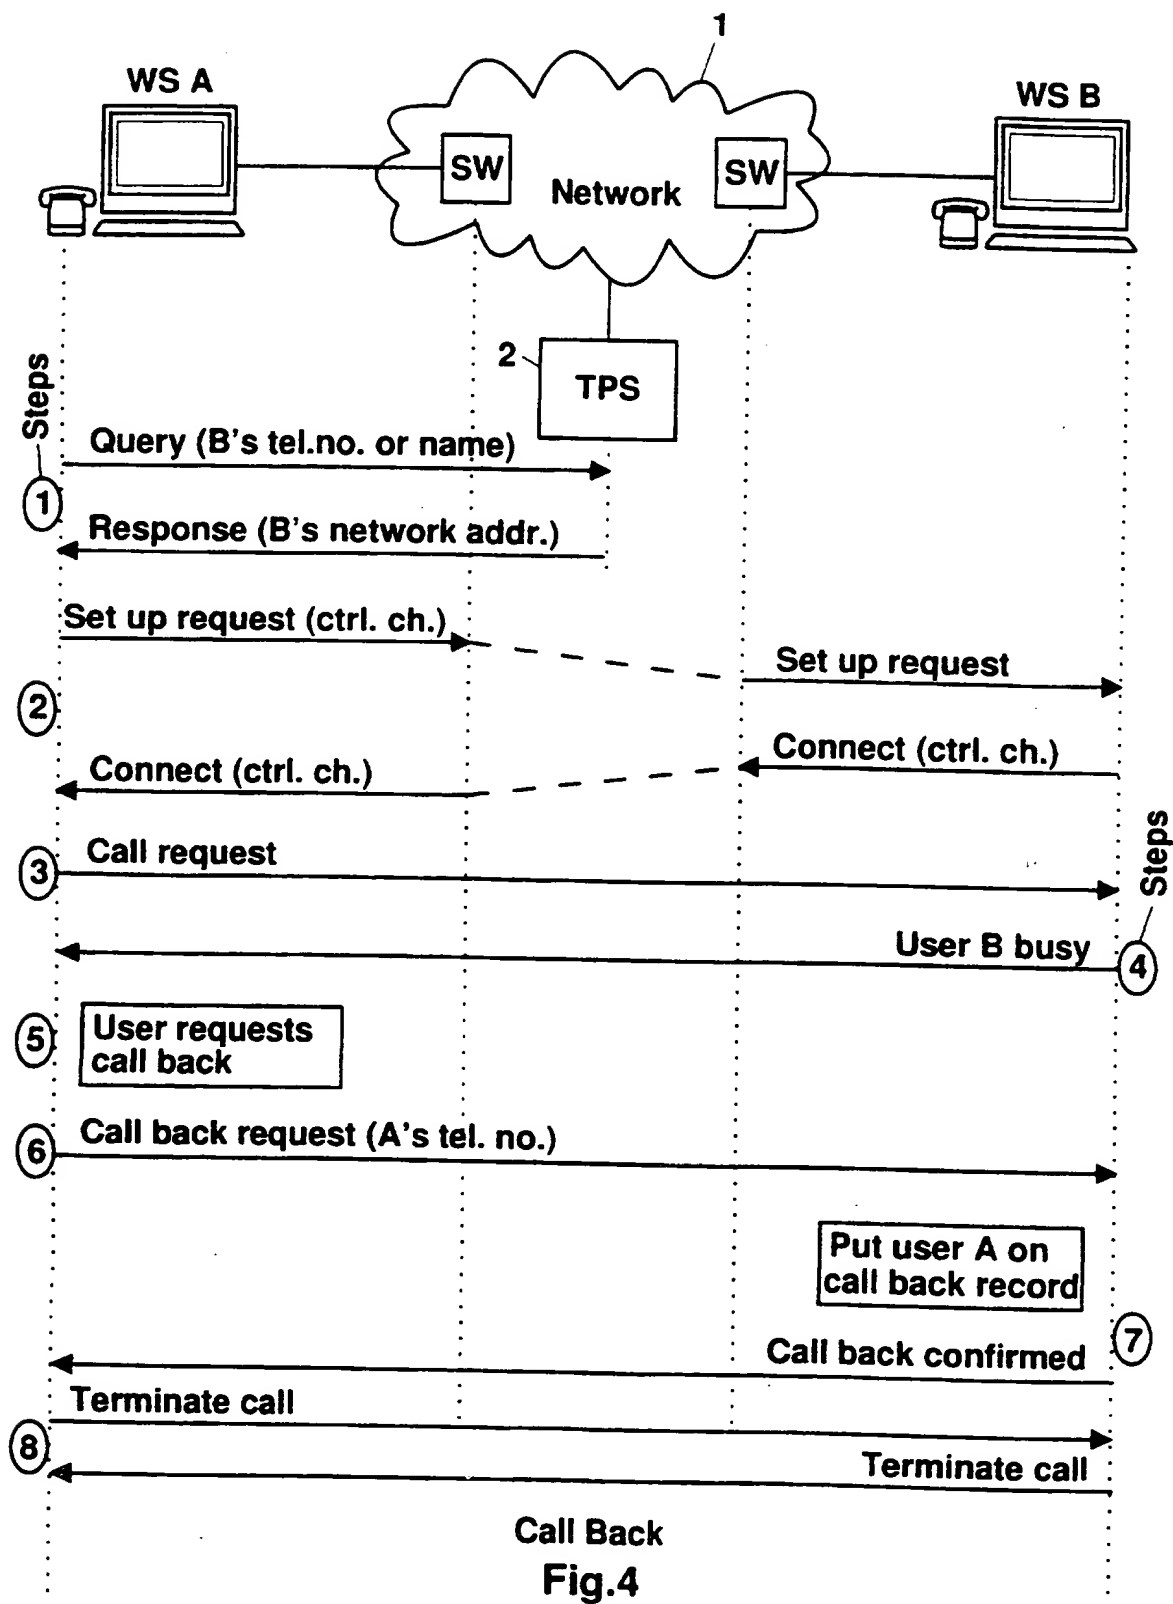 1
WS A
WS B
SW
SW
Network
2
TPS
Steps
Query (B's tel.no. or name)
1
Response (B's network addr.)
Set up request (ctrl. ch.)
Set up request
2
Connect (ctrl. ch.)
Connect (ctrl. ch.)
Steps
Call request
3
User B busy
4
5
User requests
call back
Call back request (A's tel. no.)
6
Put user A on
call back record
7
Call back confirmed
Terminate call
8
Terminate call
Call Back
Fig.4